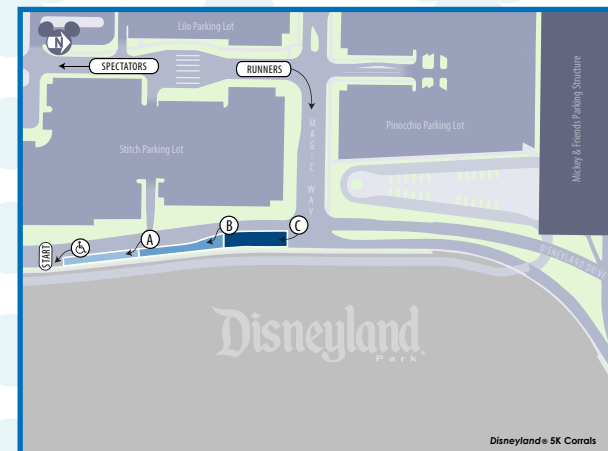 Lilo Parking Lot
N
SPECTATORS
RUNNERS
Mickey & Friends Parking Structure
MAGIC WAY
Pinocchio Parking Lot
Stitch Parking Lot
START
A
B
C
DISNEYLAND DRIVE
Disneyland®
Park
Disneyland® 5K Corrals